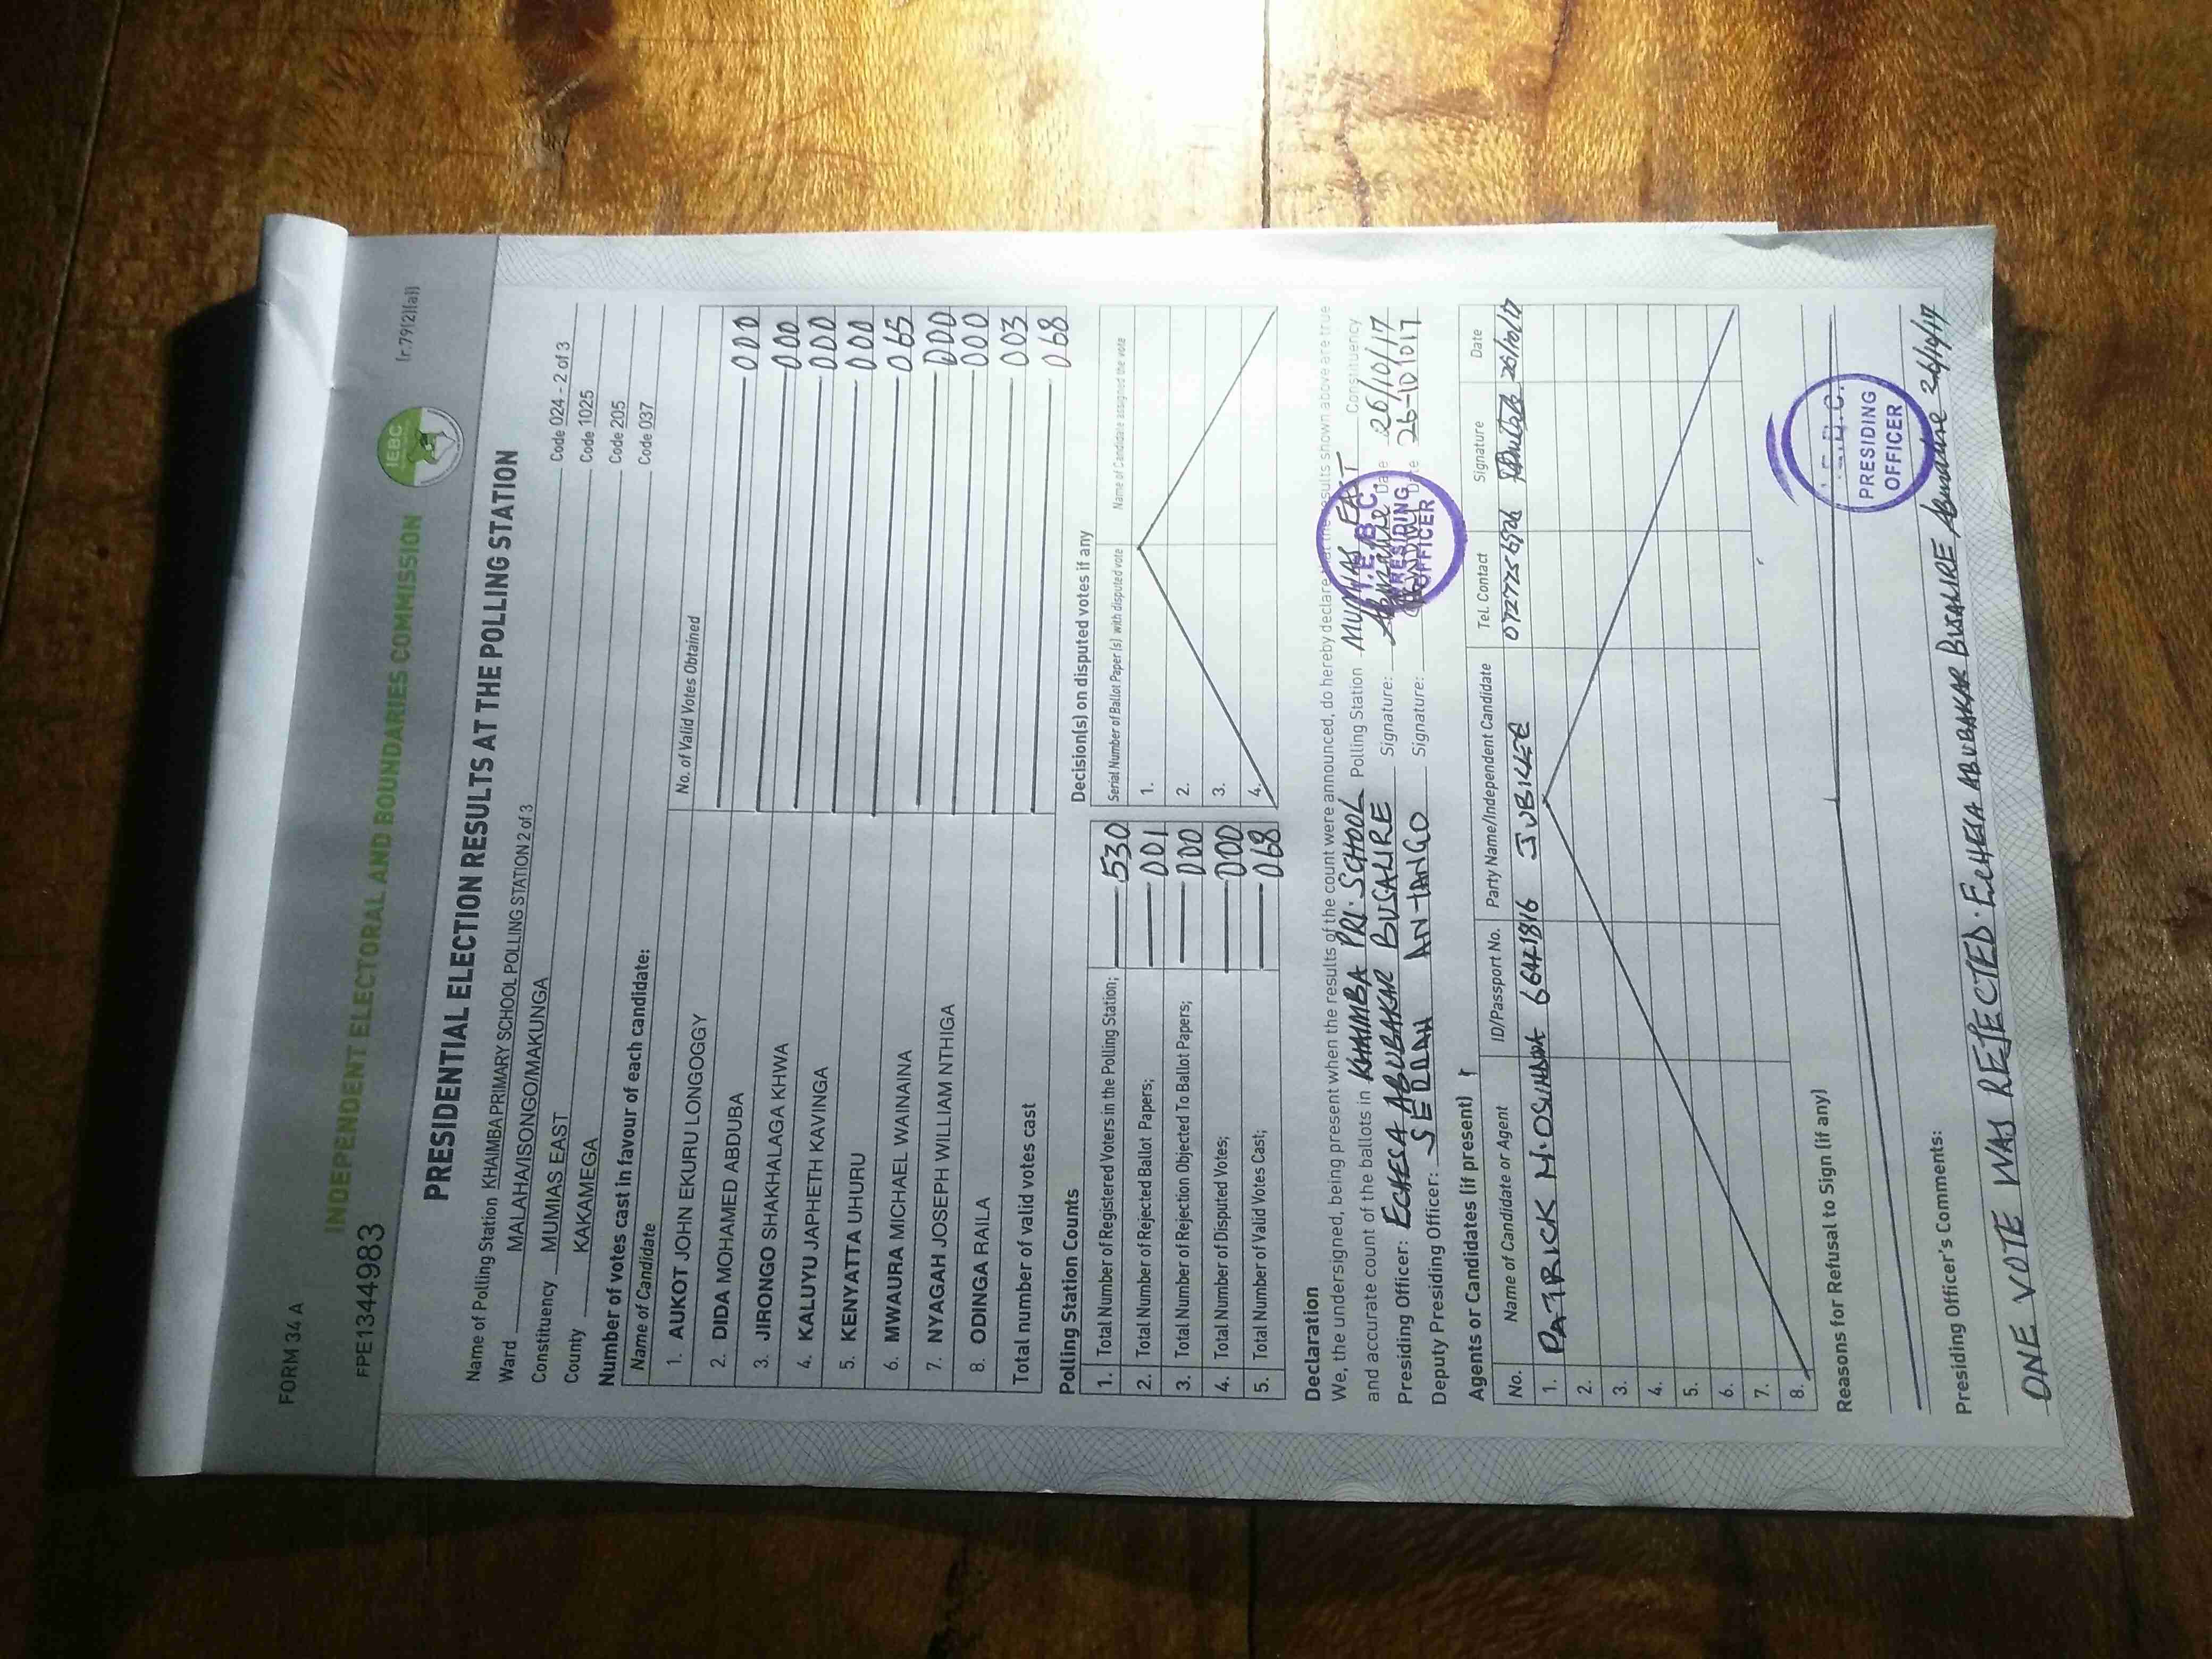 FORM 34 A
FPE1344983
INDEPENDENT ELECTORAL AND BOUNDARIES COMMISSION
IEBC
(r.79(2)(a))
PRESIDENTIAL ELECTION RESULTS AT THE POLLING STATION
Name of Polling Station KHAIMBA PRIMARY SCHOOL POLLING STATION 2 of 3 Code 024 - 2 of 3
Ward MALAHA/ISONGO/MAKUNGA Code 1025
Constituency MUMIAS EAST Code 205
County KAKAMEGA Code 037
Number of votes cast in favour of each candidate:
Name of Candidate No. of Valid Votes Obtained
1. AUKOT JOHN EKURU LONGOGGY 000
2. DIDA MOHAMED ABDUBA 000
3. JIRONGO SHAKHALAGA KHWA 000
4. KALUYU JAPHETH KAVINGA 000
5. KENYATTA UHURU 065
6. MWAURA MICHAEL WAINAINA 000
7. NYAGAH JOSEPH WILLIAM NTHIGA 000
8. ODINGA RAILA 003
Total number of valid votes cast 068
Polling Station Counts
1. Total Number of Registered Voters in the Polling Station; 530
2. Total Number of Rejected Ballot Papers; 001
3. Total Number of Rejection Objected To Ballot Papers; 000
4. Total Number of Disputed Votes; 000
5. Total Number of Valid Votes Cast; 068
Decision(s) on disputed votes if any
Serial Number of Ballot Paper (s) with disputed vote Name of Candidate assigned the vote
1.
2.
3.
4.
Declaration
We, the undersigned, being present when the results of the count were announced, do hereby declare that the results shown above are true
and accurate count of the ballots in KHAIMBA PRI. SCHOOL Polling Station MUMIAS EAST Constituency
Presiding Officer: ECHESA ABUBAKAR BUSALIRE Signature: Date 26/10/17
Deputy Presiding Officer: Signature: Date
I.E.B.C.
PRESIDING
OFFICER
Agents or Candidates (if present)
No. Name of Candidate or Agent ID/Passport No. Party Name/Independent Candidate Tel. Contact Signature Date
1. PATRICK JUBILEE
2.
3.
4.
5.
6.
7.
8.
Reasons for Refusal to Sign (if any)
I.E.B.C.
PRESIDING
OFFICER
Presiding Officer's Comments:
ONE VOTE WAS REJECTED. ECHESA ABUBAKAR BUSALIRE 26/10/17